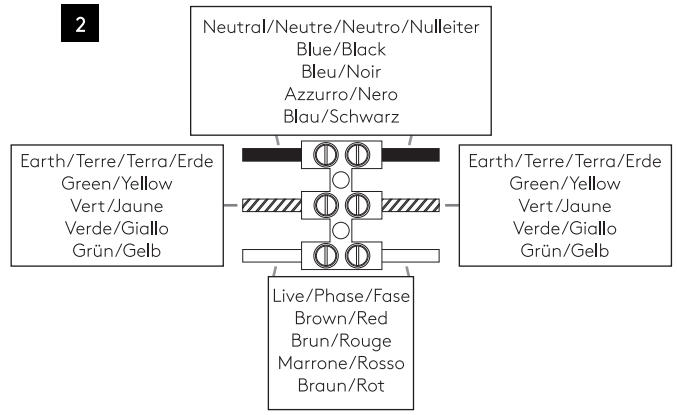 2
Neutral/Neutre/Neutro/Nulleiter
Blue/Black
Bleu/Noir
Azzurro/Nero
Blau/Schwarz
Earth/Terre/Terra/Erde
Green/Yellow
Vert/Jaune
Verde/Giallo
Grün/Gelb
Earth/Terre/Terra/Erde
Green/Yellow
Vert/Jaune
Verde/Giallo
Grün/Gelb
Live/Phase/Fase
Brown/Red
Brun/Rouge
Marrone/Rosso
Braun/Rot